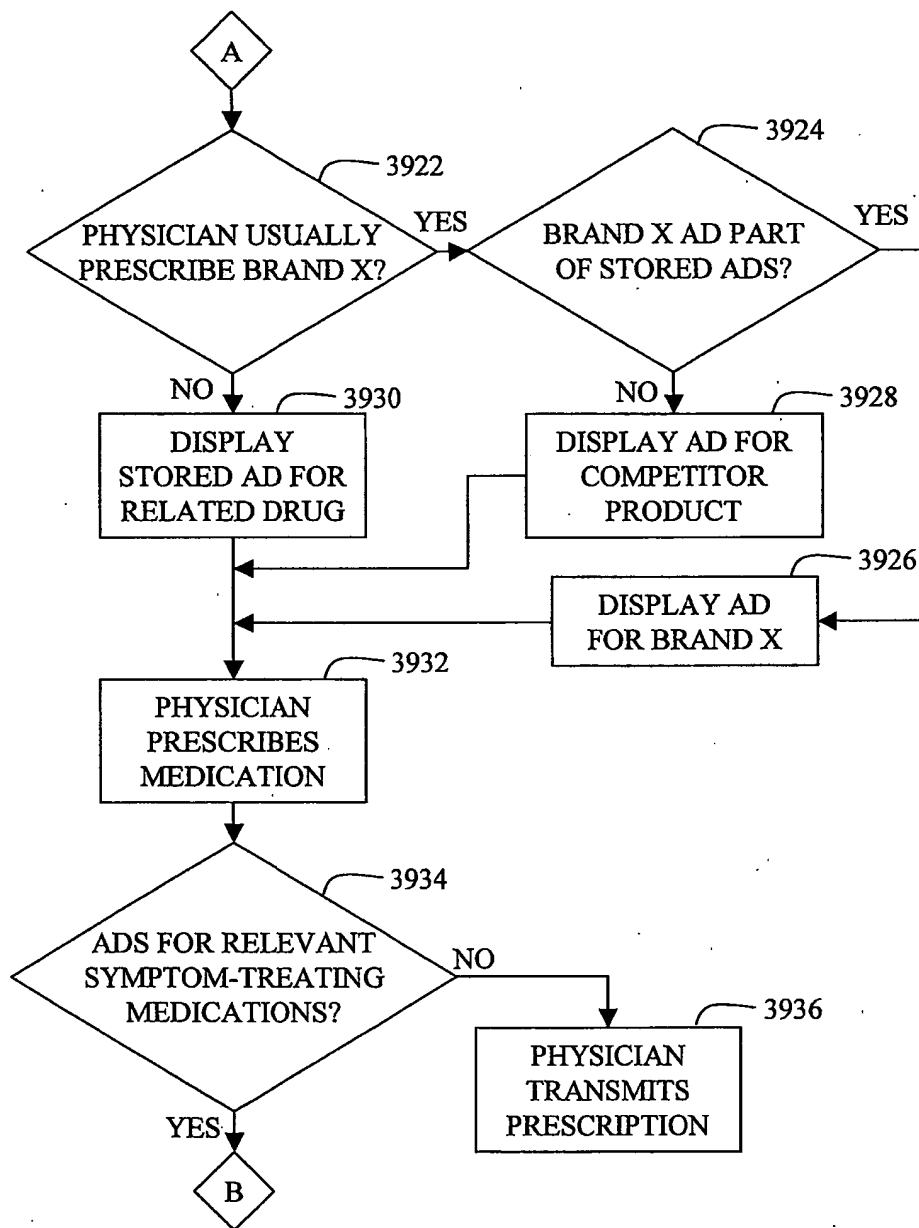 A
3922
PHYSICIAN USUALLY
PRESCRIBE BRAND X?
YES
3924
BRAND X AD PART
OF STORED ADS?
YES
NO
3930
DISPLAY
STORED AD FOR
RELATED DRUG
NO
3928
DISPLAY AD FOR
COMPETITOR
PRODUCT
3926
DISPLAY AD
FOR BRAND X
3932
PHYSICIAN
PRESCRIBES
MEDICATION
3934
ADS FOR RELEVANT
SYMPTOM-TREATING
MEDICATIONS?
NO
3936
PHYSICIAN
TRANSMITS
PRESCRIPTION
YES
B